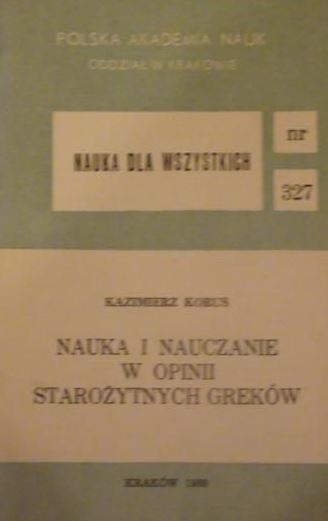 POLSKA AKADEMIA NAUK
ODDZIAŁ W KRAKOWIE
NAUKA DLA WSZYSTKICH
nr
327
KAZIMIERZ KORUS
NAUKA I NAUCZANIE
W OPINII
STAROŻYTNYCH GREKÓW
KRAKÓW